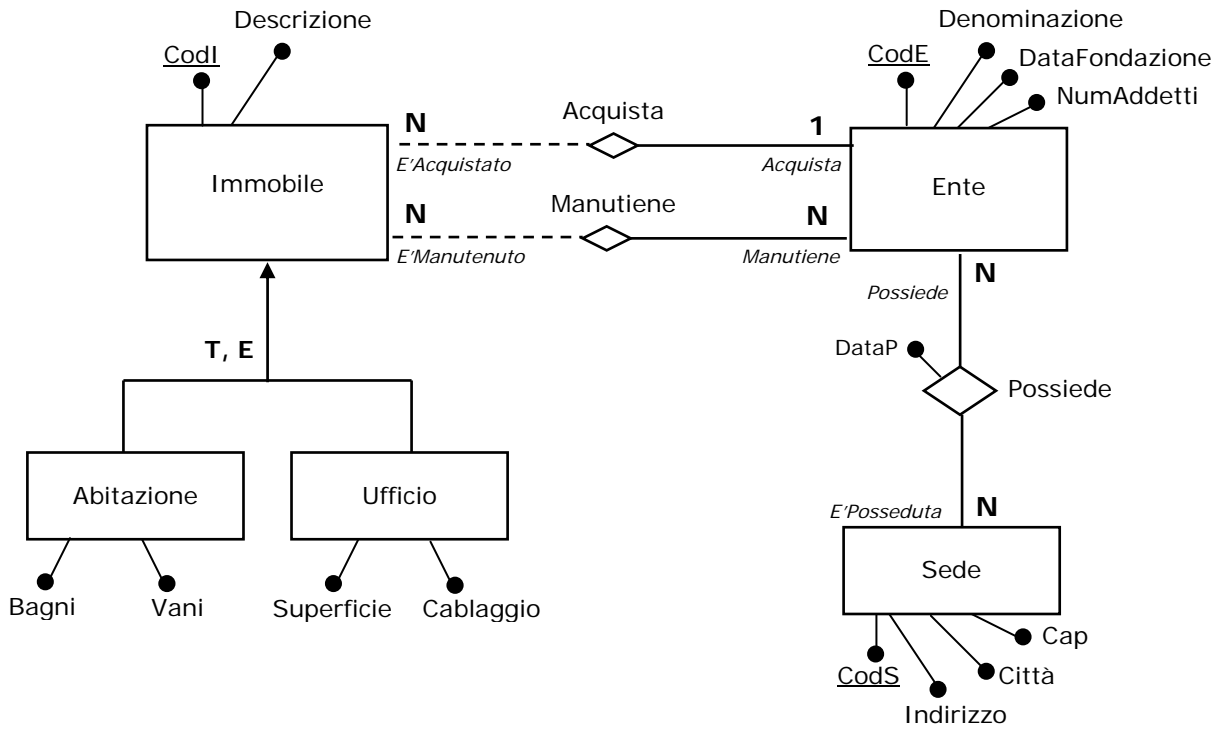 Descrizione
CodI
Denominazione
CodE
DataFondazione
NumAddetti
N
Acquista
1
E'Acquistato
Acquista
Immobile
Ente
N
Manutiene
N
E'Manutenuto
Manutiene
N
Possiede
T, E
DataP
Possiede
Abitazione
Ufficio
E'Posseduta
N
Sede
Bagni
Vani
Superficie
Cablaggio
Cap
CodS
Città
Indirizzo